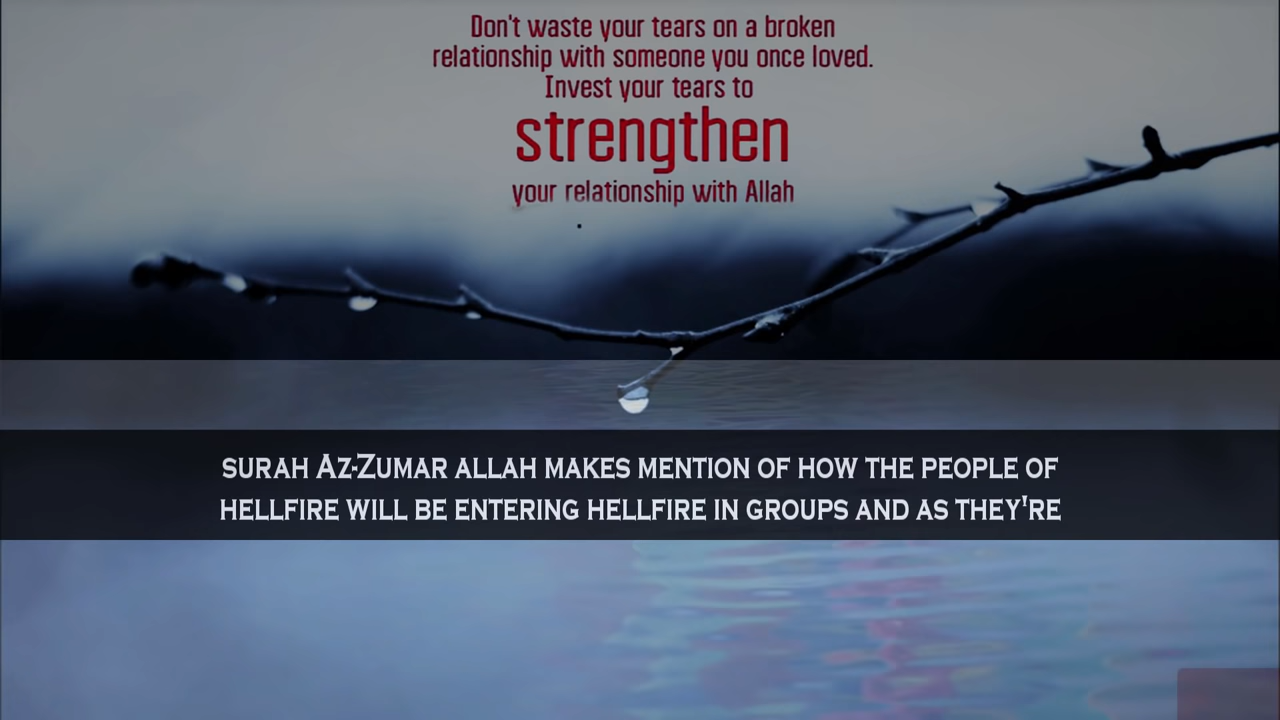 Don't waste your tears on a broken
relationship with someone you once loved.
Invest your tears to
strengthen
your relationship with Allah
SURAH AZ-ZUMAR ALLAH MAKES MENTION OF HOW THE PEOPLE OF
HELLFIRE WILL BE ENTERING HELLFIRE IN GROUPS AND AS THEY'RE